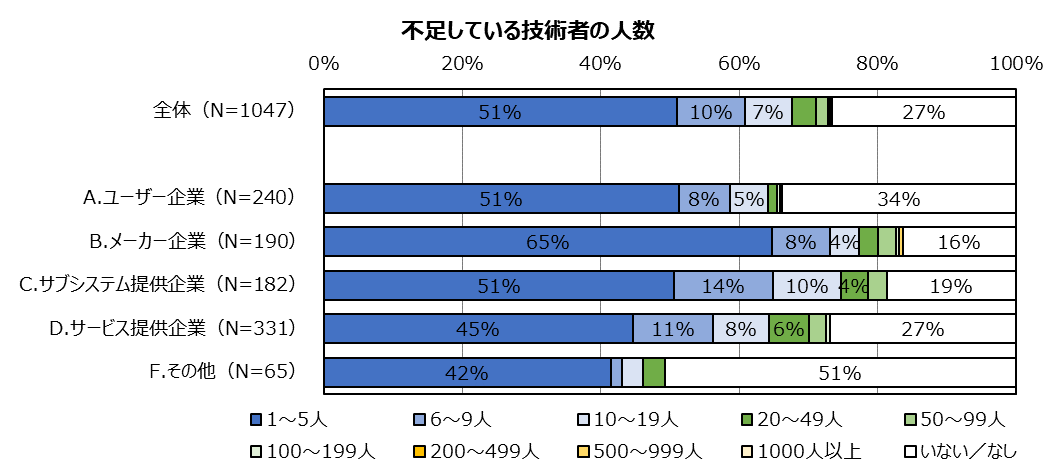 不足している技術者の人数
0% 20% 40% 60% 80% 100%
全体（N=1047） 51% 10% 7% 27%
A.ユーザー企業（N=240） 51% 8% 5% 34%
B.メーカー企業（N=190） 65% 8% 4% 16%
C.サブシステム提供企業（N=182） 51% 14% 10% 4% 19%
D.サービス提供企業（N=331） 45% 11% 8% 6% 27%
F.その他（N=65） 42% 51%
1～5人 6～9人 10～19人 20～49人 50～99人
100～199人 200～499人 500～999人 1000人以上 いない／なし